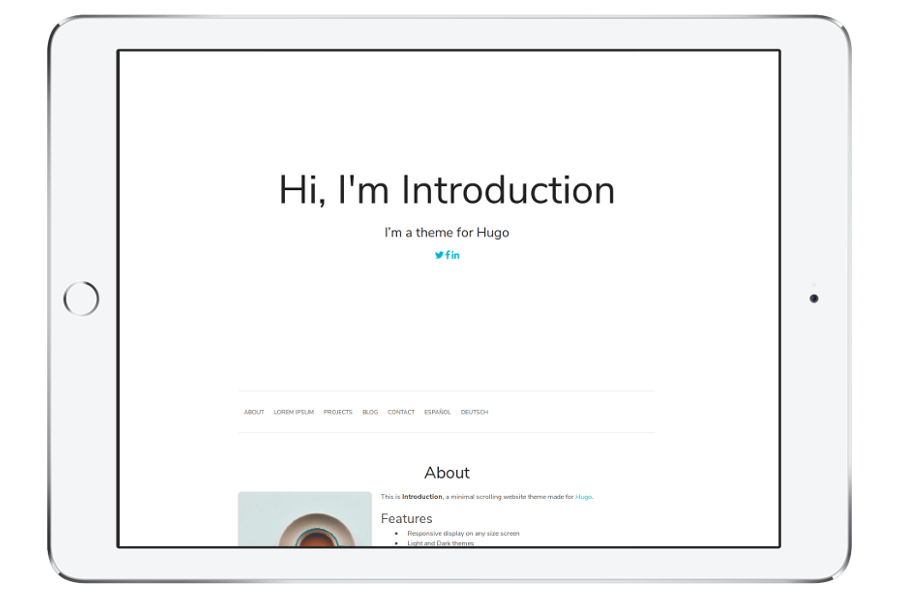 Hi, I'm Introduction
I'm a theme for Hugo
ABOUT LOREM IPSUM PROJECTS BLOG CONTACT ESPAÑOL DEUTSCH
About
This is Introduction, a minimal scrolling website theme made for Hugo.
Features
Responsive display on any size screen
Light and Dark themes